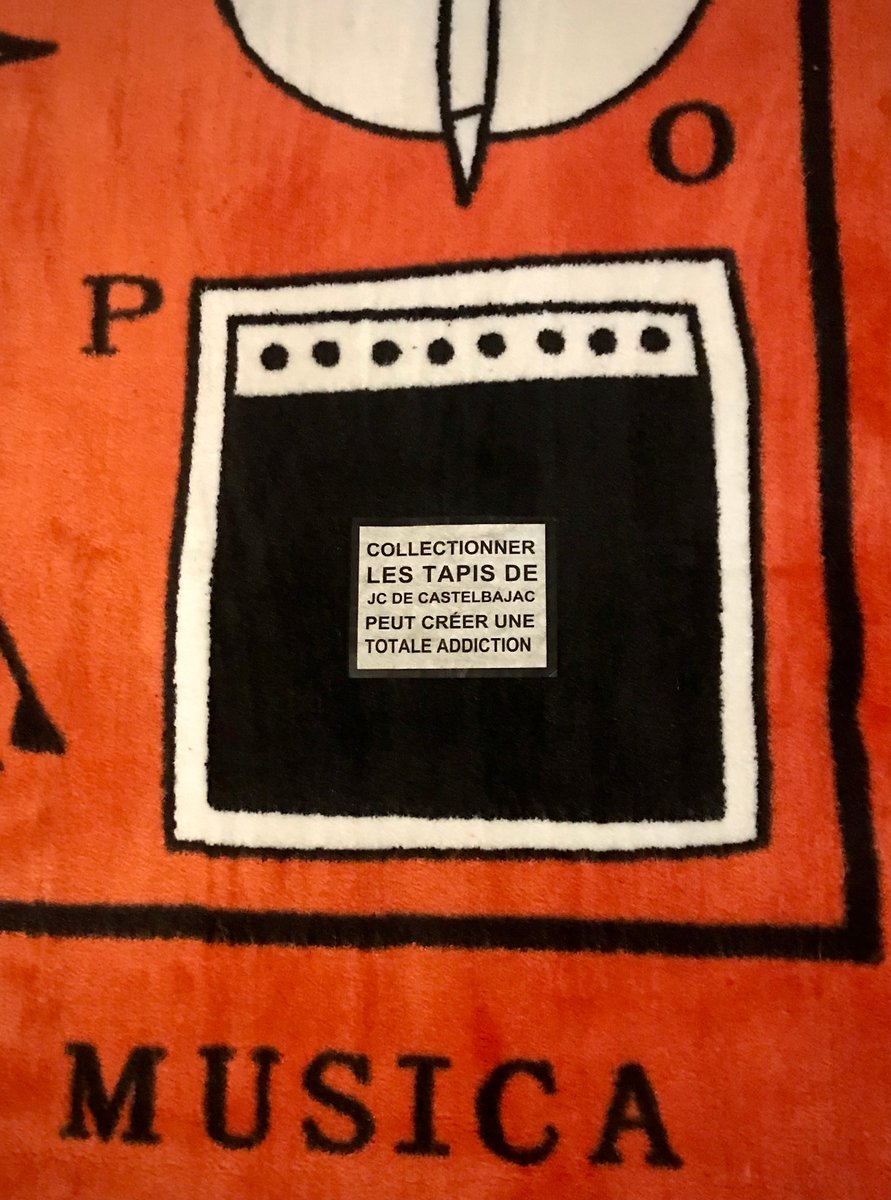 O
P
COLLECTIONNER
LES TAPIS DE
JC DE CASTELBAJAC
PEUT CRÉER UNE
TOTALE ADDICTION
MUSICA